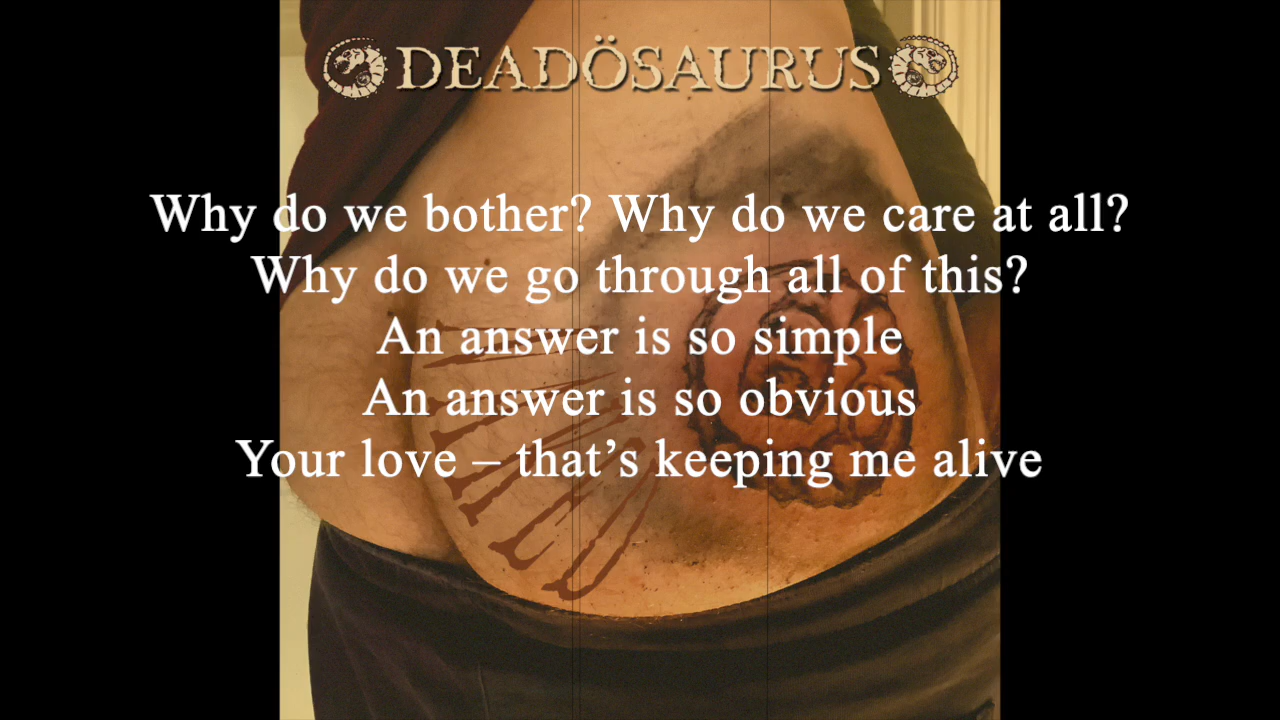 DEADÖSAURUS
Why do we bother? Why do we care at all?
Why do we go through all of this?
An answer is so simple
An answer is so obvious
Your love – that’s keeping me alive